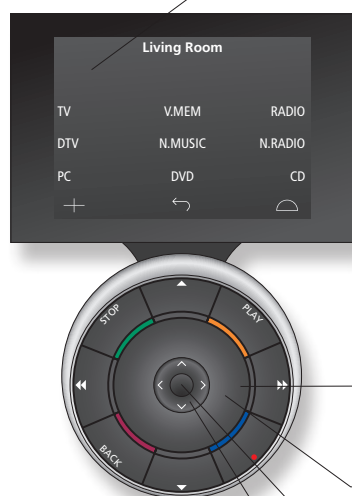 Living Room
TV V.MEM RADIO
DTV N.MUSIC N.RADIO
PC DVD CD
STOP PLAY
BACK